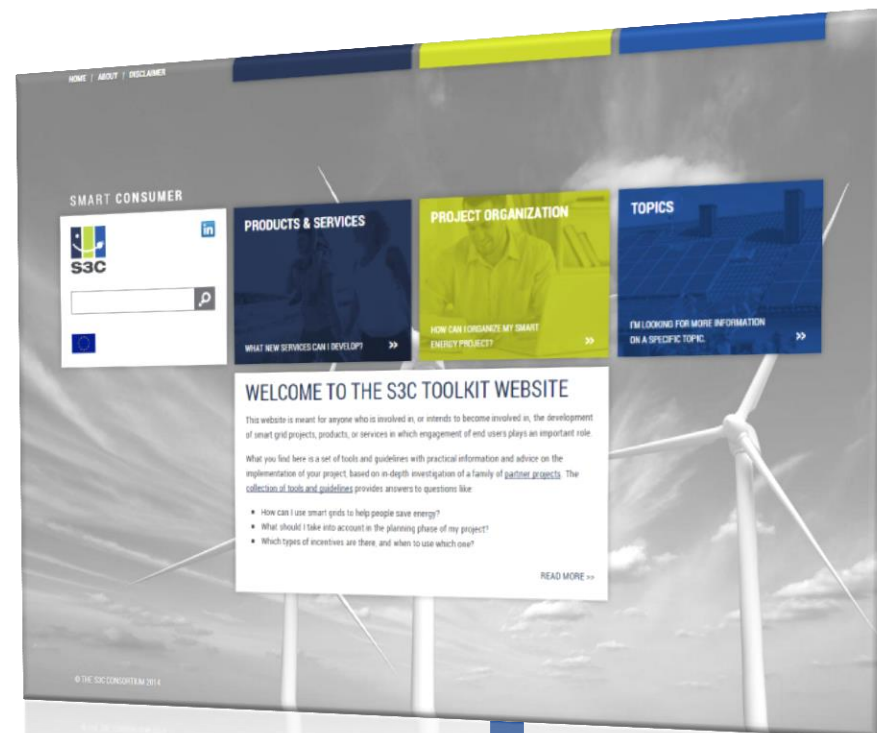 HOME / ABOUT / DISCLAIMER
SMART CONSUMER
S3C
in
PRODUCTS & SERVICES
WHAT NEW SERVICES CAN I DEVELOP? »
PROJECT ORGANIZATION
HOW CAN I ORGANIZE MY SMART
ENERGY PROJECT? »
TOPICS
I'M LOOKING FOR MORE INFORMATION
ON A SPECIFIC TOPIC. »
WELCOME TO THE S3C TOOLKIT WEBSITE
This website is meant for anyone who is involved in, or intends to become involved in, the development
of smart grid projects, products, or services in which engagement of end users plays an important role.
What you find here is a set of tools and guidelines with practical information and advice on the
implementation of your project, based on in-depth investigation of a family of partner projects. The
collection of tools and guidelines provides answers to questions like:
• How can I use smart grids to help people save energy?
• What should I take into account in the planning phase of my project?
• Which types of incentives are there, and when to use which one?
READ MORE >>
© THE S3C CONSORTIUM 2014